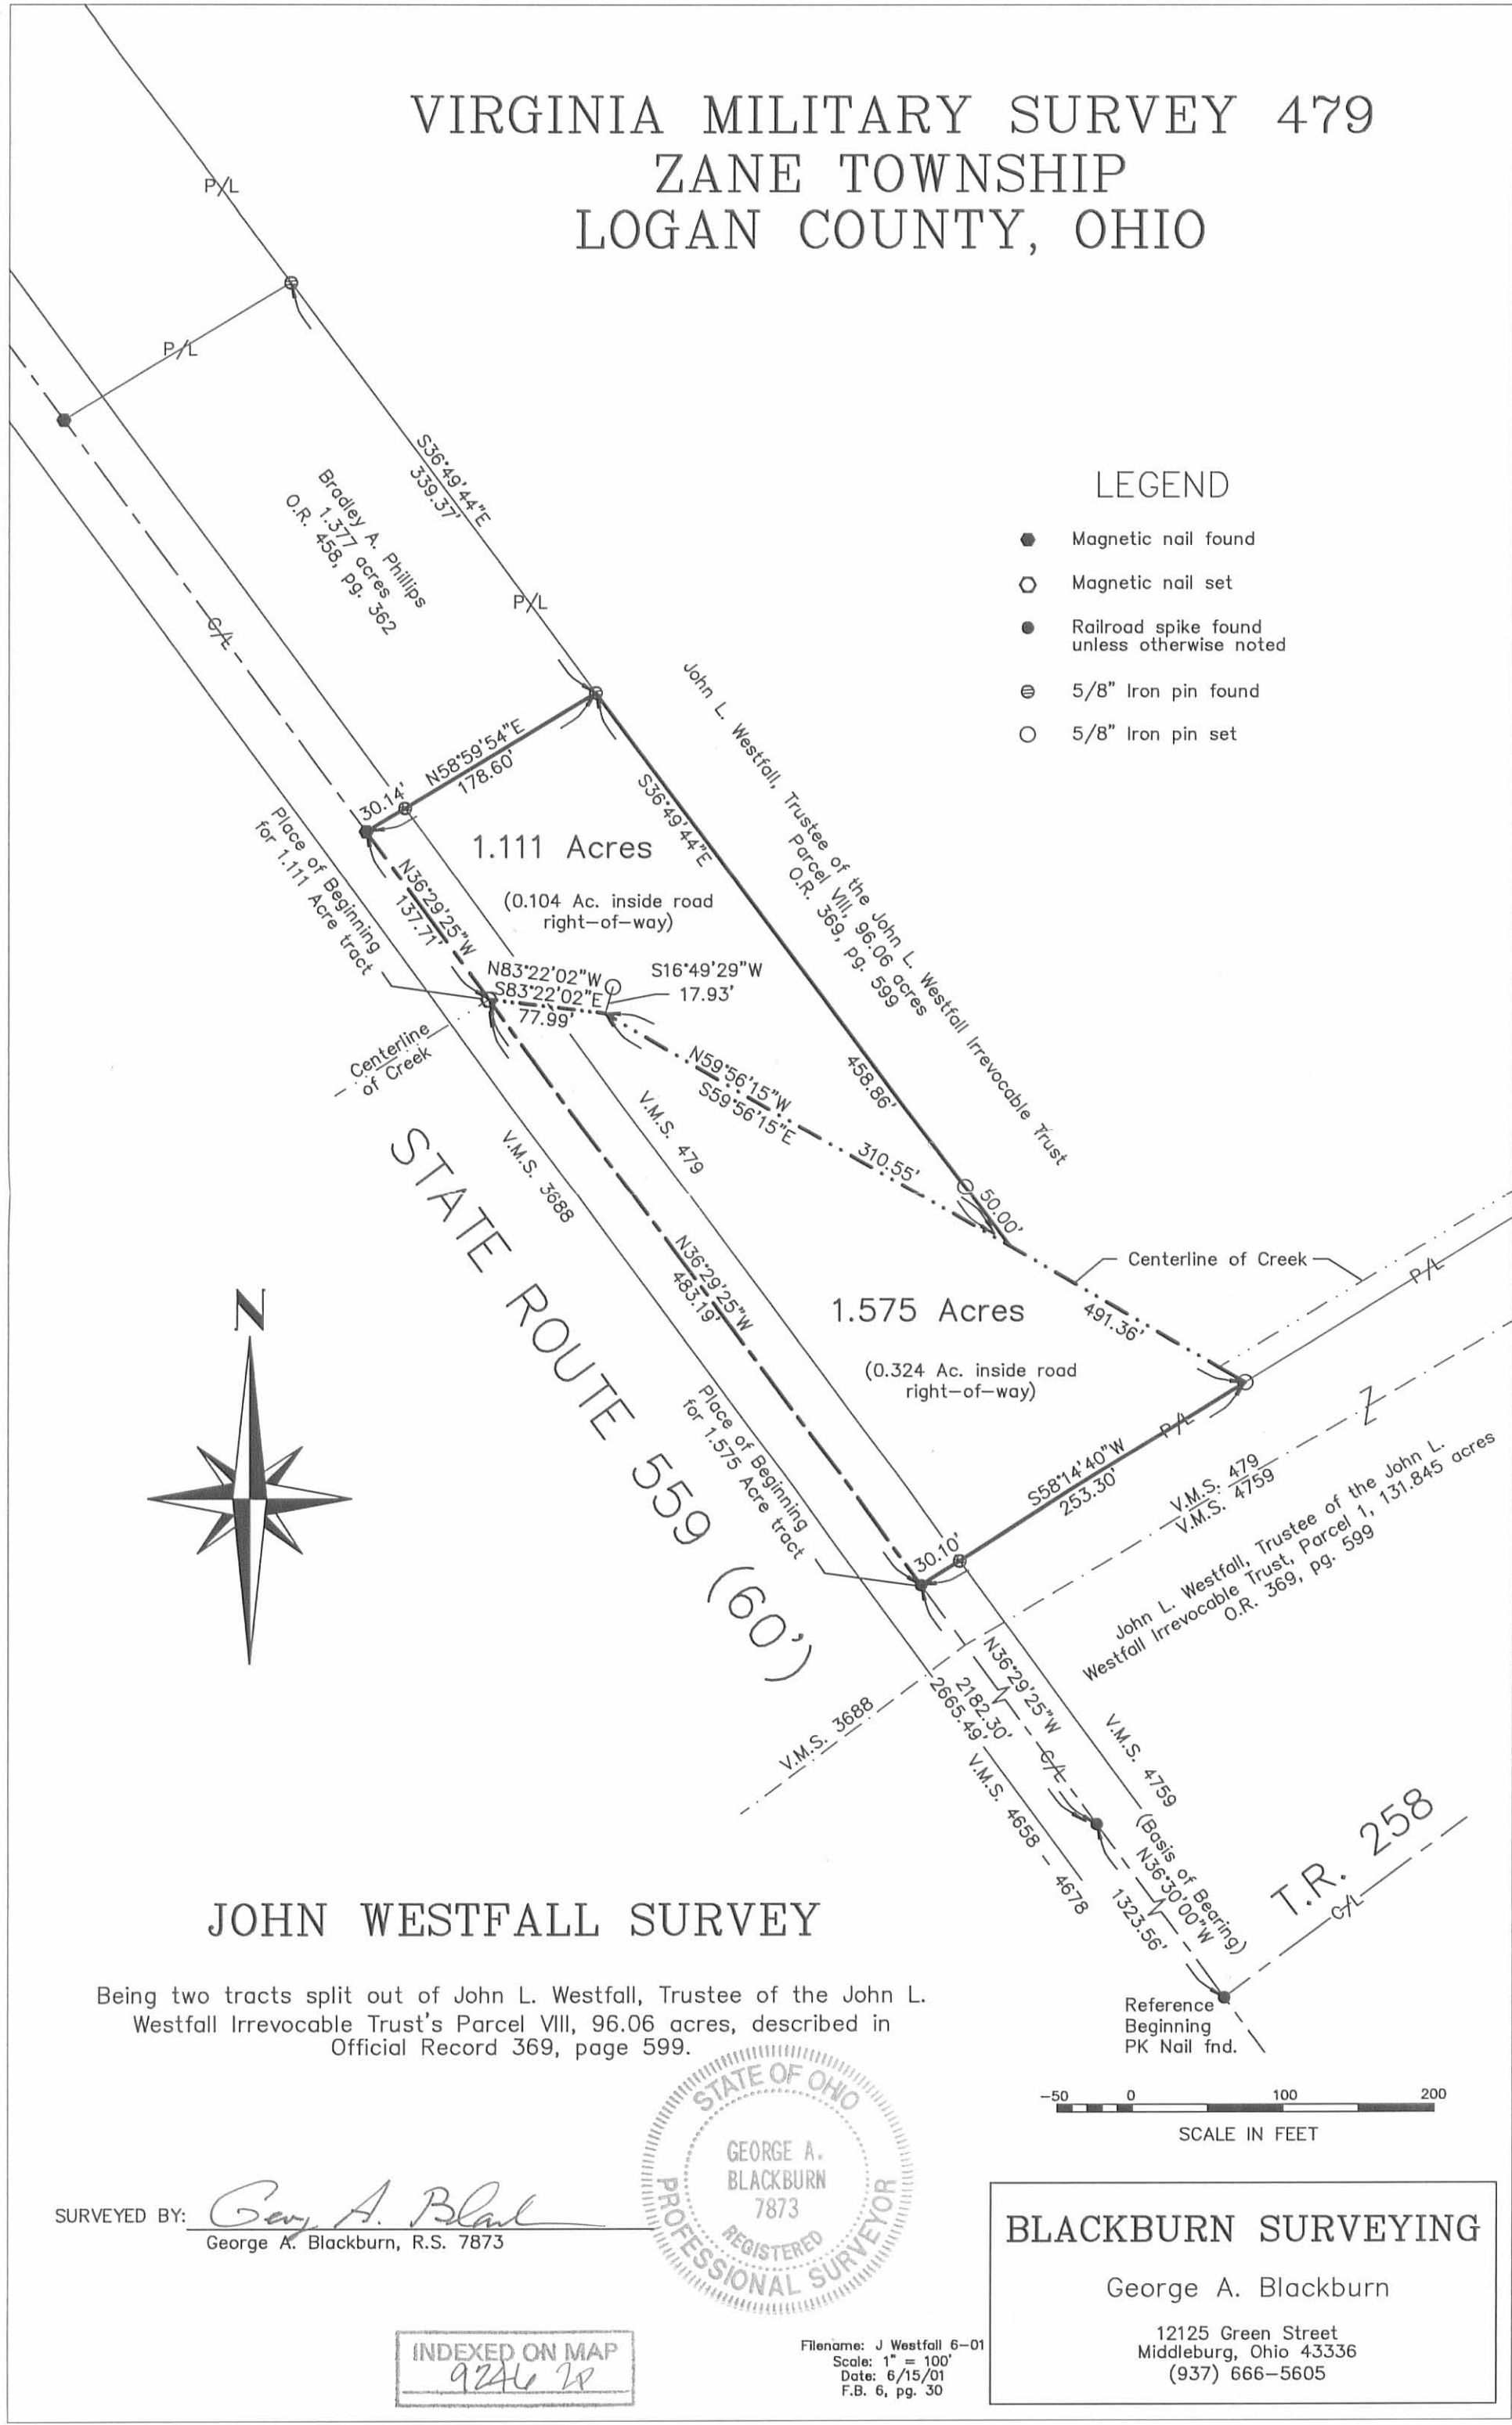 VIRGINIA MILITARY SURVEY 479
ZANE TOWNSHIP
LOGAN COUNTY, OHIO
P/L
P/L
S36°49'44"E
339.37'
Bradley A. Phillips
1.377 acres
O.R. 458, pg. 362
P/L
C/L
LEGEND
Magnetic nail found
Magnetic nail set
Railroad spike found
unless otherwise noted
5/8" Iron pin found
5/8" Iron pin set
N58°59'54"E
178.60'
30.14'
John L. Westfall, Trustee of the John L. Westfall Irrevocable Trust
Parcel VIII, 96.06 acres
O.R. 369, pg. 599
S36°49'44"E
458.86'
Place of Beginning
for 1.111 Acre tract
N36°29'25"W
137.71'
1.111 Acres
(0.104 Ac. inside road
right-of-way)
N83°22'02"W
S83°22'02"E
77.99'
S16°49'29"W
17.93'
Centerline
of Creek
N59°56'15"W
S59°56'15"E
310.55'
50.00'
V.M.S. 479
V.M.S. 3688
STATE ROUTE 559 (60')
N36°29'25"W
483.19'
Centerline of Creek
P/L
491.36'
1.575 Acres
(0.324 Ac. inside road
right-of-way)
N
Place of Beginning
for 1.575 Acre tract
P/L
S58°14'40"W
253.30'
30.10'
V.M.S. 479
V.M.S. 4759
John L. Westfall, Trustee of the John L.
Westfall Irrevocable Trust, Parcel 1, 131.845 acres
O.R. 369, pg. 599
N36°29'25"W
2182.30'
2665.49'
V.M.S. 3688
C/L
V.M.S. 4759
V.M.S. 4658 - 4678
(Basis of Bearing)
N36°30'00"W
1323.56'
T.R. 258
C/L
Reference
Beginning
PK Nail fnd.
JOHN WESTFALL SURVEY
Being two tracts split out of John L. Westfall, Trustee of the John L.
Westfall Irrevocable Trust's Parcel VIII, 96.06 acres, described in
Official Record 369, page 599.
-50 0 100 200
SCALE IN FEET
STATE OF OHIO
GEORGE A.
BLACKBURN
7873
REGISTERED
PROFESSIONAL SURVEYOR
SURVEYED BY:
George A. Blackburn, R.S. 7873
INDEXED ON MAP
9246
Filename: J Westfall 6-01
Scale: 1" = 100'
Date: 6/15/01
F.B. 6, pg. 30
BLACKBURN SURVEYING
George A. Blackburn
12125 Green Street
Middleburg, Ohio 43336
(937) 666-5605